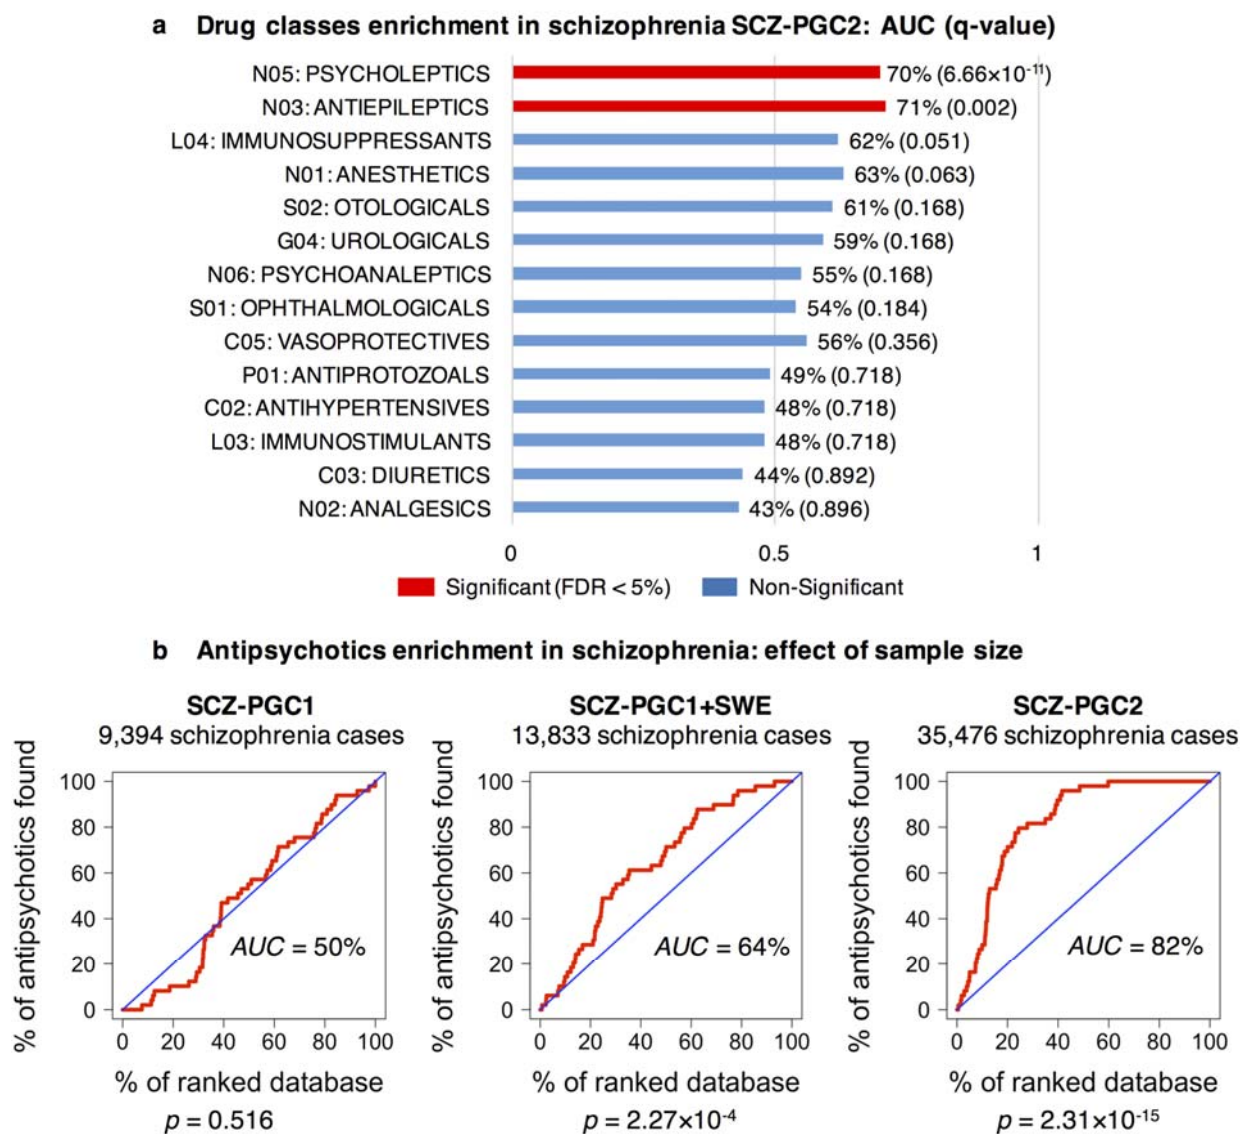 a Drug classes enrichment in schizophrenia SCZ-PGC2: AUC (q-value)
N05: PSYCHOLEPTICS 70% (6.66×10⁻¹¹)
N03: ANTIEPILEPTICS 71% (0.002)
L04: IMMUNOSUPPRESSANTS 62% (0.051)
N01: ANESTHETICS 63% (0.063)
S02: OTOLOGICALS 61% (0.168)
G04: UROLOGICALS 59% (0.168)
N06: PSYCHOANALEPTICS 55% (0.168)
S01: OPHTHALMOLOGICALS 54% (0.184)
C05: VASOPROTECTIVES 56% (0.356)
P01: ANTIPROTOZOALS 49% (0.718)
C02: ANTIHYPERTENSIVES 48% (0.718)
L03: IMMUNOSTIMULANTS 48% (0.718)
C03: DIURETICS 44% (0.892)
N02: ANALGESICS 43% (0.896)
0 0.5 1
Significant (FDR < 5%) Non-Significant
b Antipsychotics enrichment in schizophrenia: effect of sample size
SCZ-PGC1
9,394 schizophrenia cases
% of antipsychotics found
100
80
60
40
20
0
AUC = 50%
0 20 40 60 80 100
% of ranked database
p = 0.516
SCZ-PGC1+SWE
13,833 schizophrenia cases
% of antipsychotics found
100
80
60
40
20
0
AUC = 64%
0 20 40 60 80 100
% of ranked database
p = 2.27×10⁻⁴
SCZ-PGC2
35,476 schizophrenia cases
% of antipsychotics found
100
80
60
40
20
0
AUC = 82%
0 20 40 60 80 100
% of ranked database
p = 2.31×10⁻¹⁵